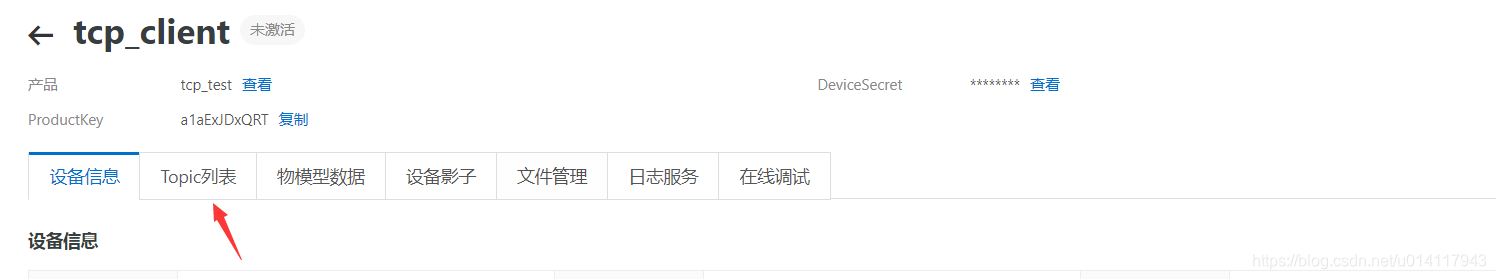 ← tcp_client 未激活
产品 tcp_test 查看 DeviceSecret ******** 查看
ProductKey a1aExJDxQRT 复制
设备信息 Topic列表 物模型数据 设备影子 文件管理 日志服务 在线调试
设备信息
https://blog.csdn.net/u014117943